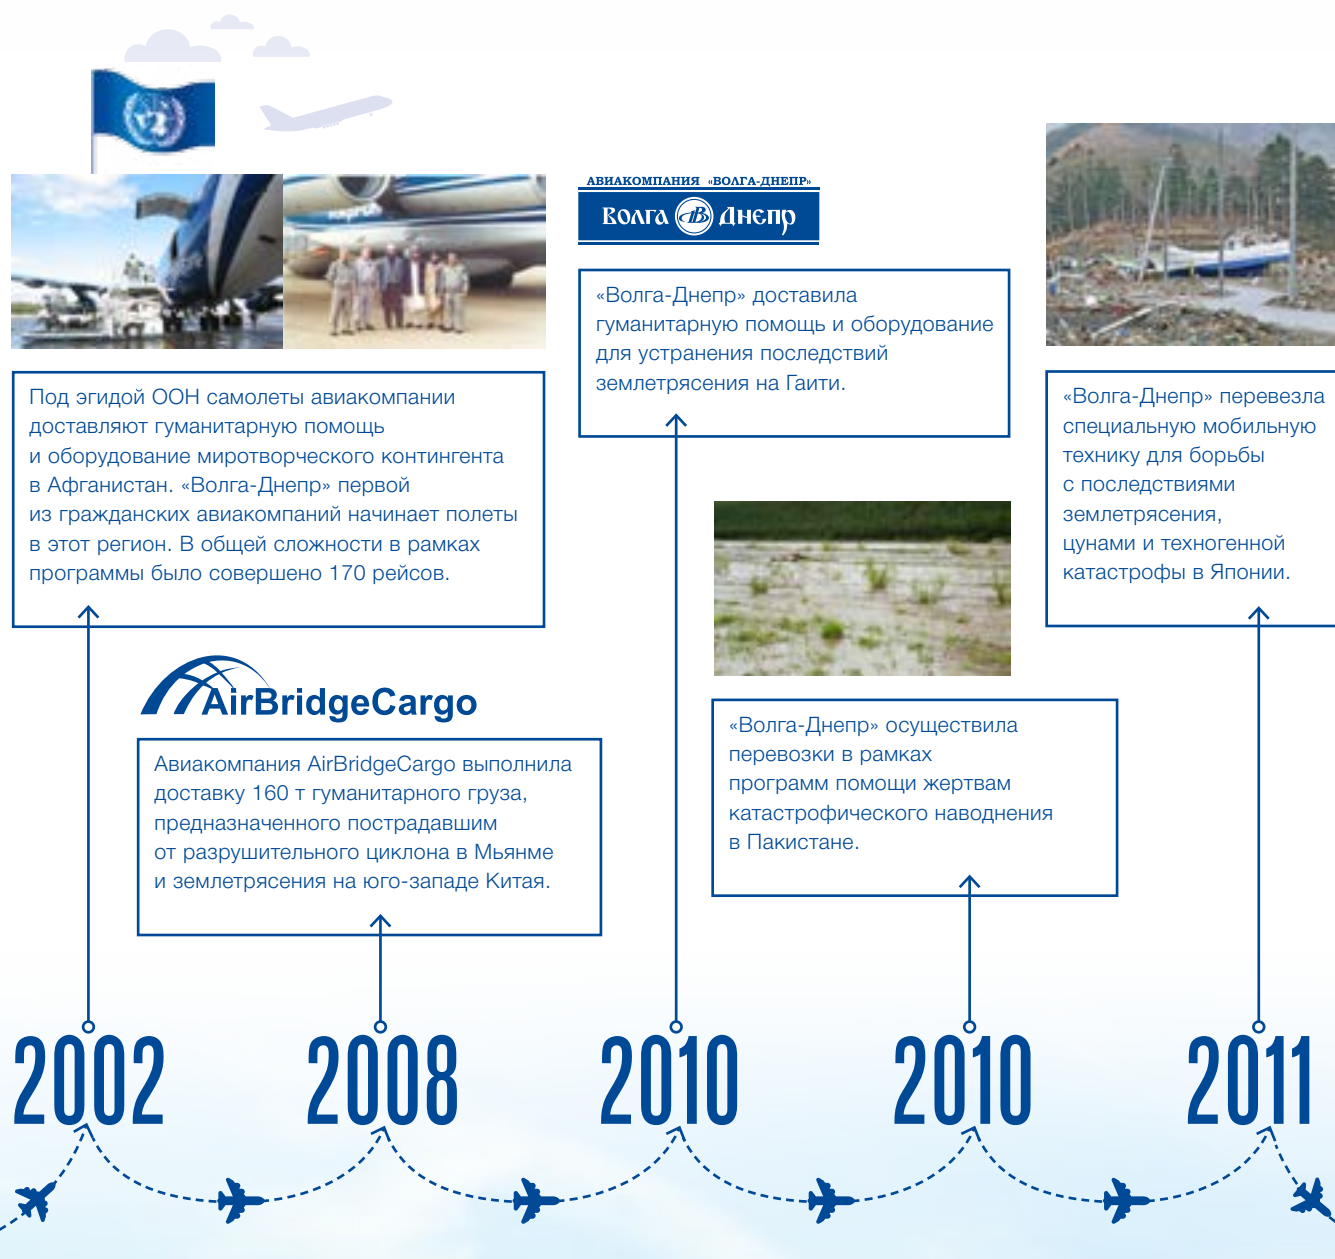 Под эгидой ООН самолеты авиакомпании
доставляют гуманитарную помощь
и оборудование миротворческого контингента
в Афганистан. «Волга-Днепр» первой
из гражданских авиакомпаний начинает полеты
в этот регион. В общей сложности в рамках
программы было совершено 170 рейсов.
AirBridgeCargo
Авиакомпания AirBridgeCargo выполнила
доставку 160 т гуманитарного груза,
предназначенного пострадавшим
от разрушительного циклона в Мьянме
и землетрясения на юго-западе Китая.
АВИАКОМПАНИЯ «ВОЛГА-ДНЕПР»
Волга Днепр
«Волга-Днепр» доставила
гуманитарную помощь и оборудование
для устранения последствий
землетрясения на Гаити.
«Волга-Днепр» осуществила
перевозки в рамках
программ помощи жертвам
катастрофического наводнения
в Пакистане.
«Волга-Днепр» перевезла
специальную мобильную
технику для борьбы
с последствиями
землетрясения,
цунами и техногенной
катастрофы в Японии.
2002
2008
2010
2010
2011